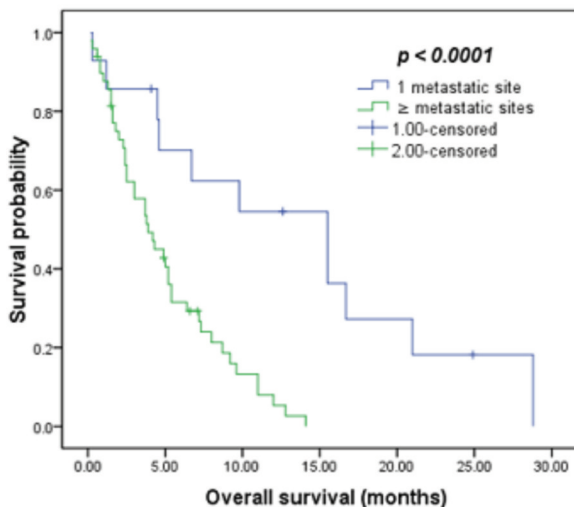 p < 0.0001
1 metastatic site
≥ metastatic sites
1.00-censored
2.00-censored
Survival probability
1.0
0.8
0.6
0.4
0.2
0.0
0.00 5.00 10.00 15.00 20.00 25.00 30.00
Overall survival (months)